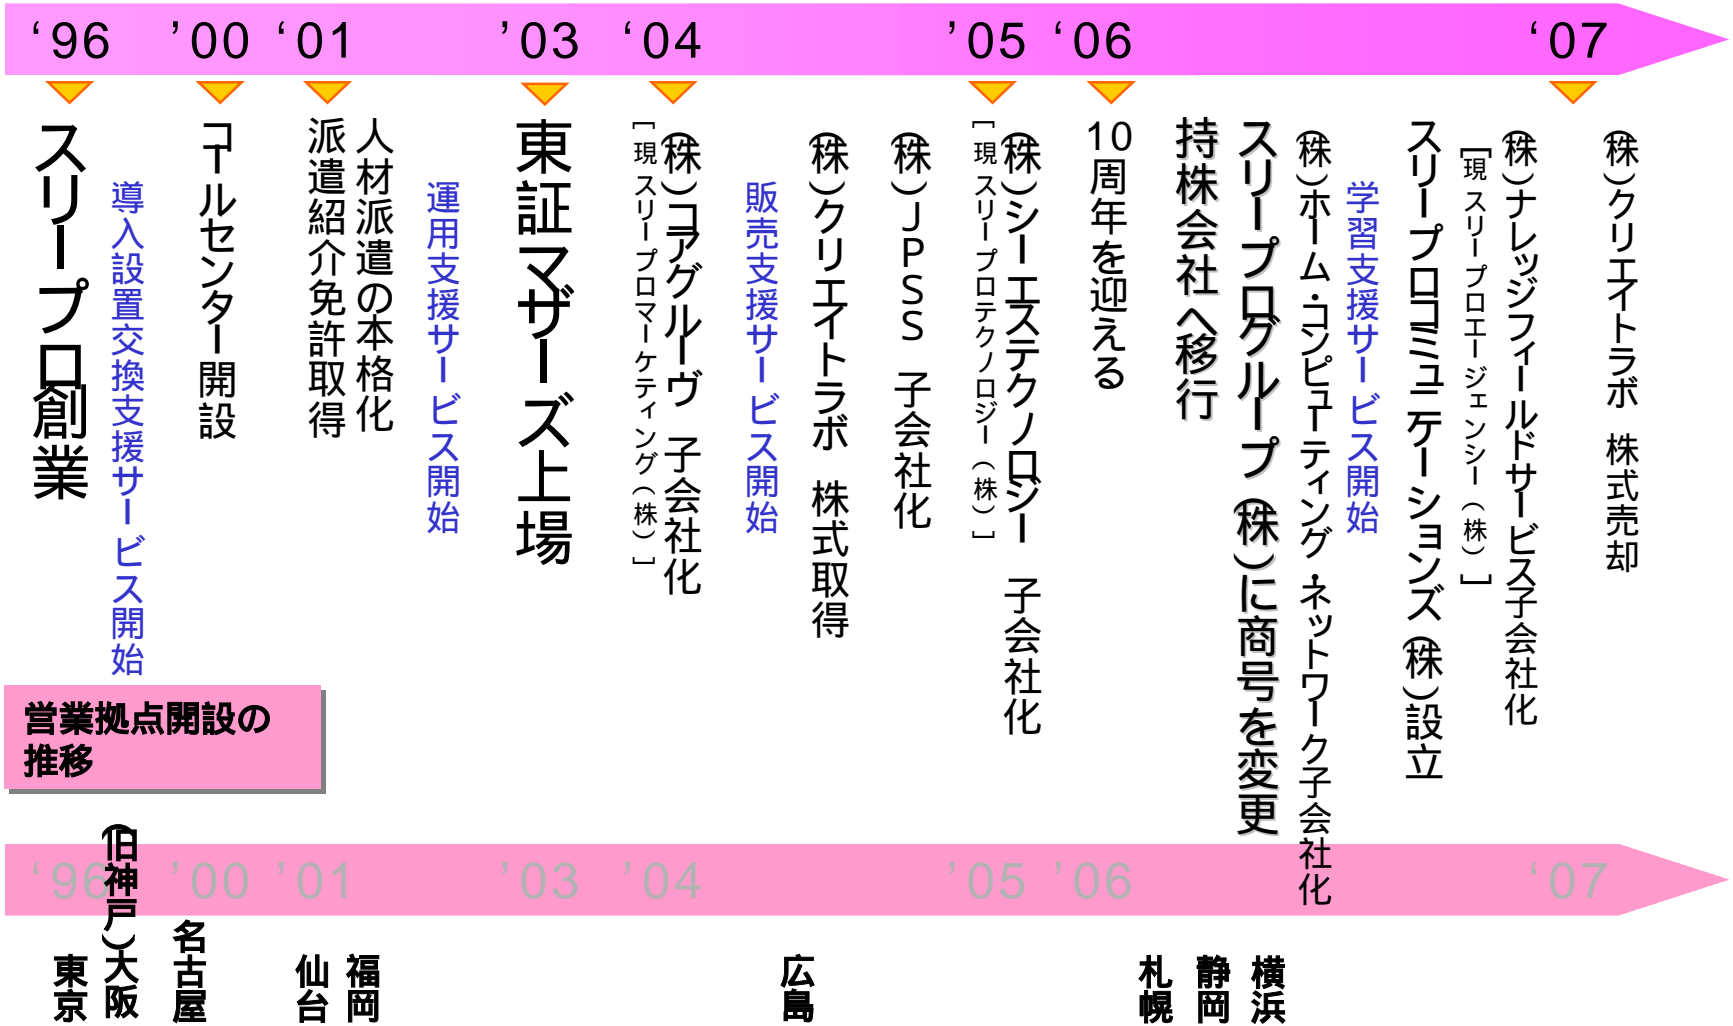 ‘96 ’00 ‘01 ’03 ‘04 ’05 ‘06 ‘07
スリープロ創業
導入設置交換支援サービス開始
コールセンター開設
人材派遣の本格化
派遣紹介免許取得
運用支援サービス開始
東証マザーズ上場
(株)コアグルーヴ 子会社化
[現 スリープロマーケティング(株)]
販売支援サービス開始
(株)クリエイトラボ 株式取得
(株)JPSS 子会社化
(株)シーエステクノロジー 子会社化
[現 スリープロテクノロジー(株)]
10周年を迎える
持株会社へ移行
スリープログループ(株)に商号を変更
(株)ホーム・コンピューティング・ネットワーク子会社化
学習支援サービス開始
スリープロコミュニケーションズ(株)設立
[現 スリープロエージェンシー(株)]
(株)ナレッジフィールドサービス子会社化
(株)クリエイトラボ 株式売却
営業拠点開設の
推移
‘96 ’00 ’01 ’03 ’04 ’05 ’06 ‘07
東京
(旧神戸)大阪
名古屋
仙台
福岡
広島
札幌
静岡
横浜